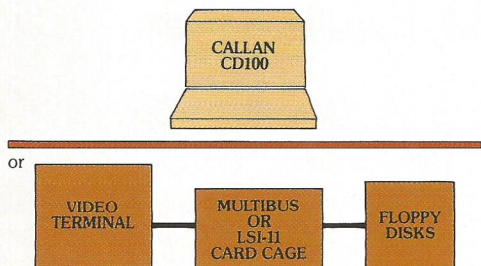 CALLAN
CD100
or
VIDEO
TERMINAL
MULTIBUS
OR
LSI-11
CARD CAGE
FLOPPY
DISKS